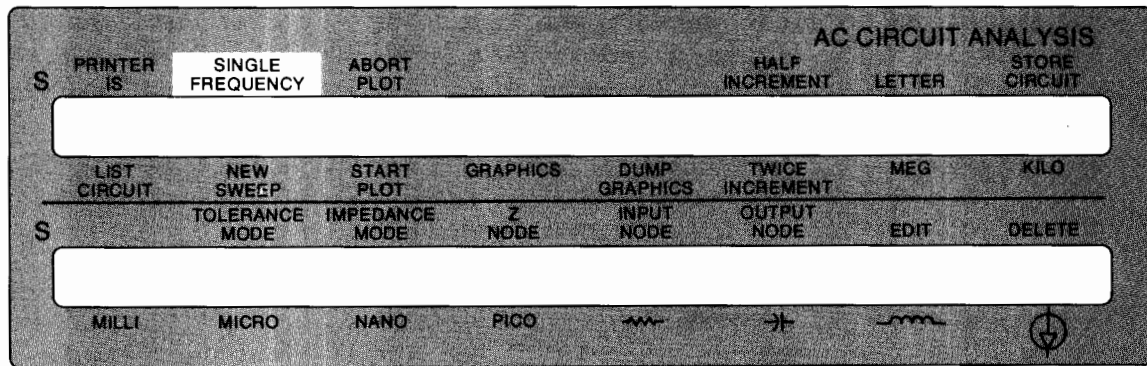 AC CIRCUIT ANALYSIS
S
PRINTER IS
SINGLE FREQUENCY
ABORT PLOT
HALF INCREMENT
LETTER
STORE CIRCUIT
LIST CIRCUIT
NEW SWEEP
START PLOT
GRAPHICS
DUMP GRAPHICS
TWICE INCREMENT
MEG
KILO
S
TOLERANCE MODE
IMPEDANCE MODE
Z NODE
INPUT NODE
OUTPUT NODE
EDIT
DELETE
MILLI
MICRO
NANO
PICO